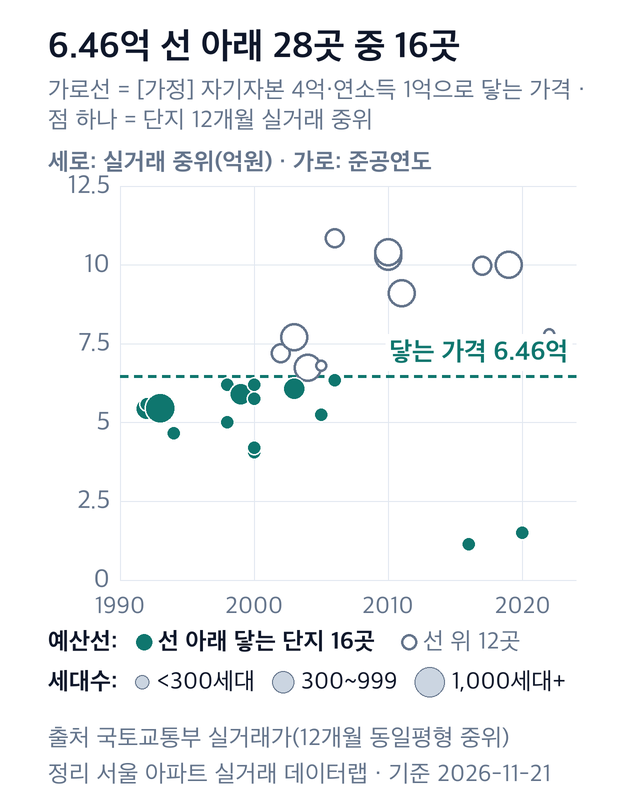 6.46억 선 아래 28곳 중 16곳
가로선 = [가정] 자기자본 4억·연소득 1억으로 닿는 가격 ·
점 하나 = 단지 12개월 실거래 중위
세로: 실거래 중위(억원) · 가로: 준공연도
12.5
10
7.5
닿는 가격 6.46억
5
2.5
0
1990 2000 2010 2020
예산선: 선 아래 닿는 단지 16곳 선 위 12곳
세대수: <300세대 300~999 1,000세대+
출처 국토교통부 실거래가(12개월 동일평형 중위)
정리 서울 아파트 실거래 데이터랩 · 기준 2026-11-21